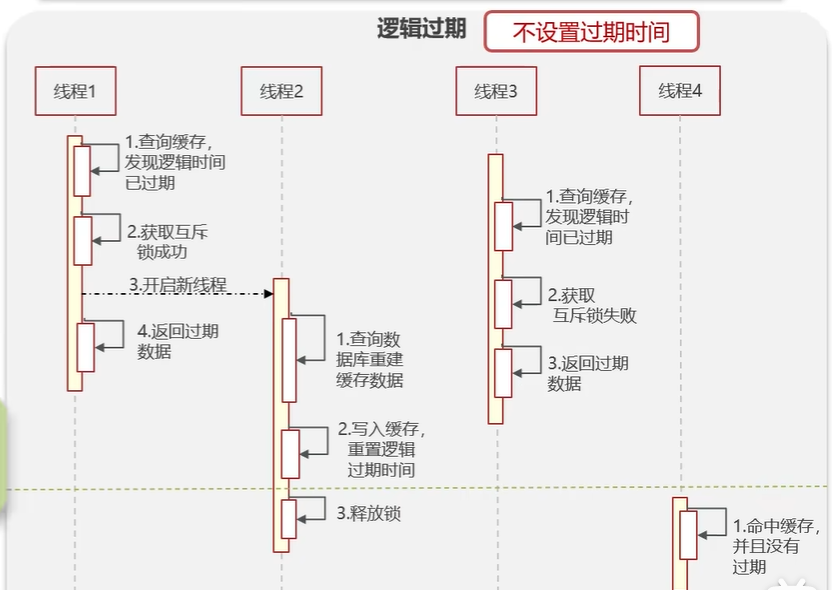 逻辑过期
不设置过期时间
线程1
线程2
线程3
线程4
1.查询缓存，
发现逻辑时间
已过期
2.获取互斥
锁成功
3.开启新线程
4.返回过期
数据
1.查询数
据库重建
缓存数据
2.写入缓存，
重置逻辑
过期时间
3.释放锁
1.查询缓存，
发现逻辑时
间已过期
2.获取
互斥锁失败
3.返回过期
数据
1.命中缓存，
并且没有
过期